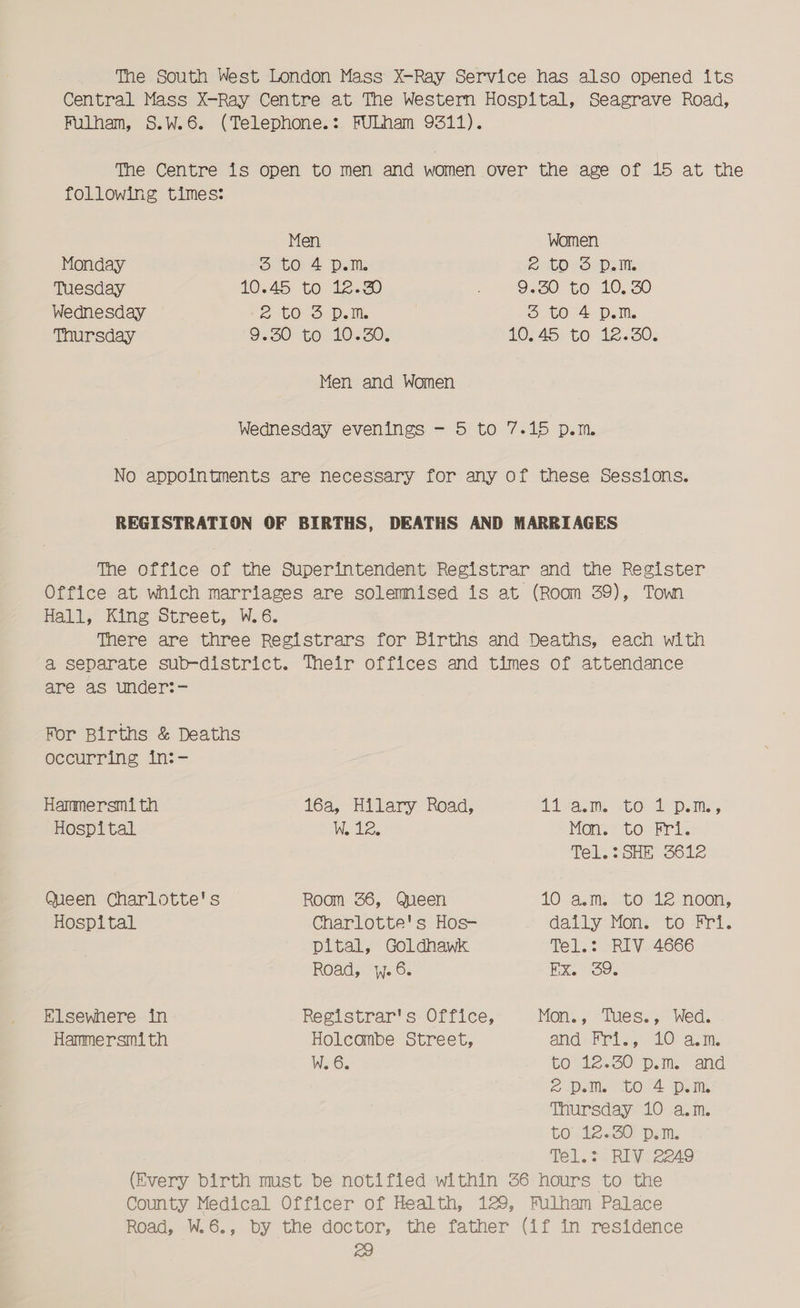 The South West London Mass X-Ray Service has also opened its
Central Mass X-Ray Centre at The Western Hospital, Seagrave Road,
Fulham, S.W.6. (Telephone.: FULham 9311).
The Centre is open to men and women over the age of 15 at the
following times:
Men Women
Monday 3 to 4 p.m. 2 to 3 p.m.
Tuesday 10.45 to 12.30 9.30 to 10.30
Wednesday 2 to 3 p.m. 3 to 4 p.m.
Thursday 9.30 to 10.30. 10.45 to 12.30.
Men and Women
Wednesday evenings - 5 to 7.15 p.m.
No appointments are necessary for any of these Sessions.
REGISTRATION OF BIRTHS, DEATHS AND MARRIAGES
The office of the Superintendent Registrar and the Register
Office at which marriages are solemnised is at (Room 39), Town
Hall, King Street, W.6.
There are three Registrars for Births and Deaths, each with
a separate sub-district. Their offices and times of attendance
are as under:-
For Births & Deaths
occurring in:-
Hammersmith 16a, Hilary Road, 11 a.m. to 1 p.m.,
Hospital W.12. Mon. to Fri.
Tel.: SHE 3612
Queen Charlotte's Room 36, Queen 10 a.m. to 12 noon,
Hospital Charlotte's Hos- daily Mon. to Fri.
pital, Goldhawk Tel.: RIV 4666
Road, W.6. Ex. 39.
Elsewhere in Registrar's Office, Mon., Tues., Wed.
Hammersmith Holcombe Street, and Fri., 10 a.m.
W.6. to 12.30 p.m. and
2 p.m. to 4 p.m.
Thursday 10 a.m.
to 12.30 p.m.
Tel.: RIV 2249
(Every birth must be notified within 36 hours to the
County Medical Officer of Health, 129, Fulham Palace
Road, W.6., by the doctor, the father (if in residence
29